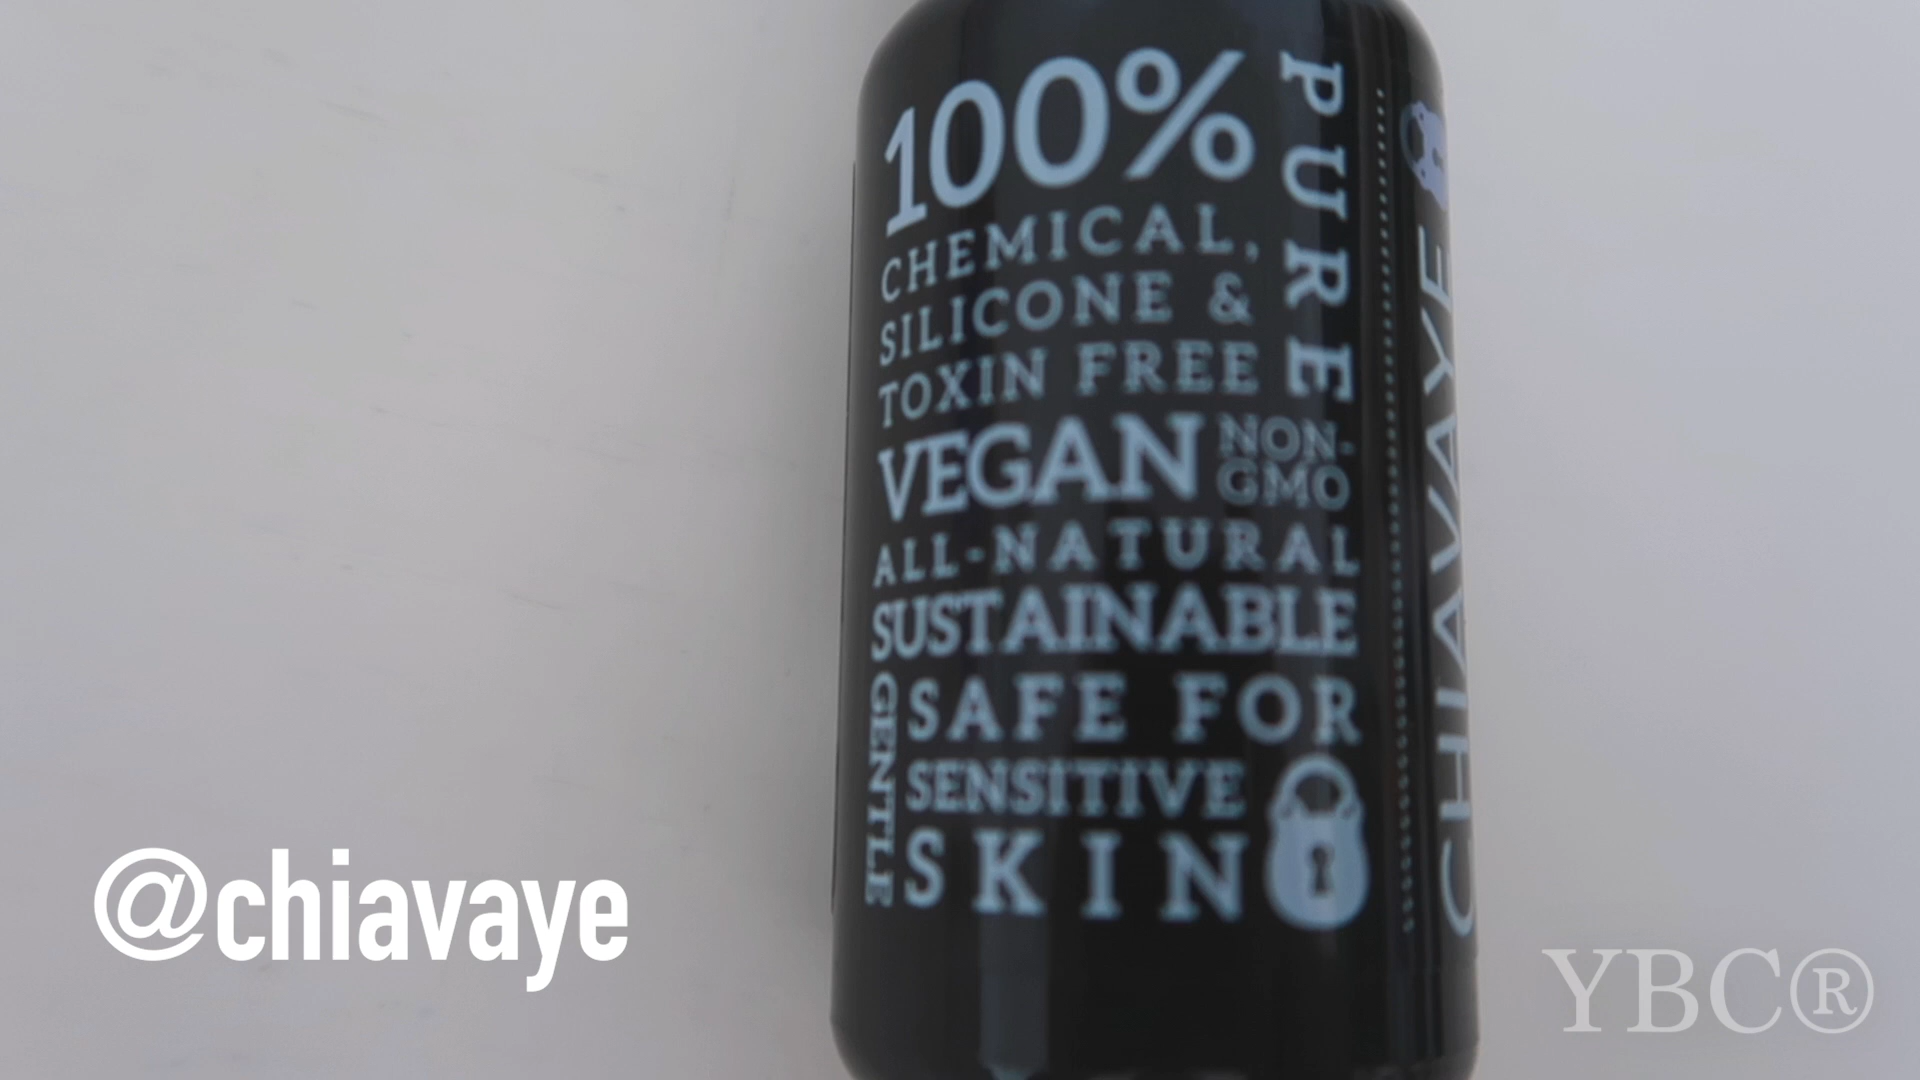 100%
PURE
CHEMICAL,
SILICONE &
TOXIN FREE
VEGAN NON-
GMO
ALL-NATURAL
SUSTAINABLE
GENTLE
SAFE FOR
SENSITIVE
SKIN
CHIAVAYE
@chiavaye
YBC®